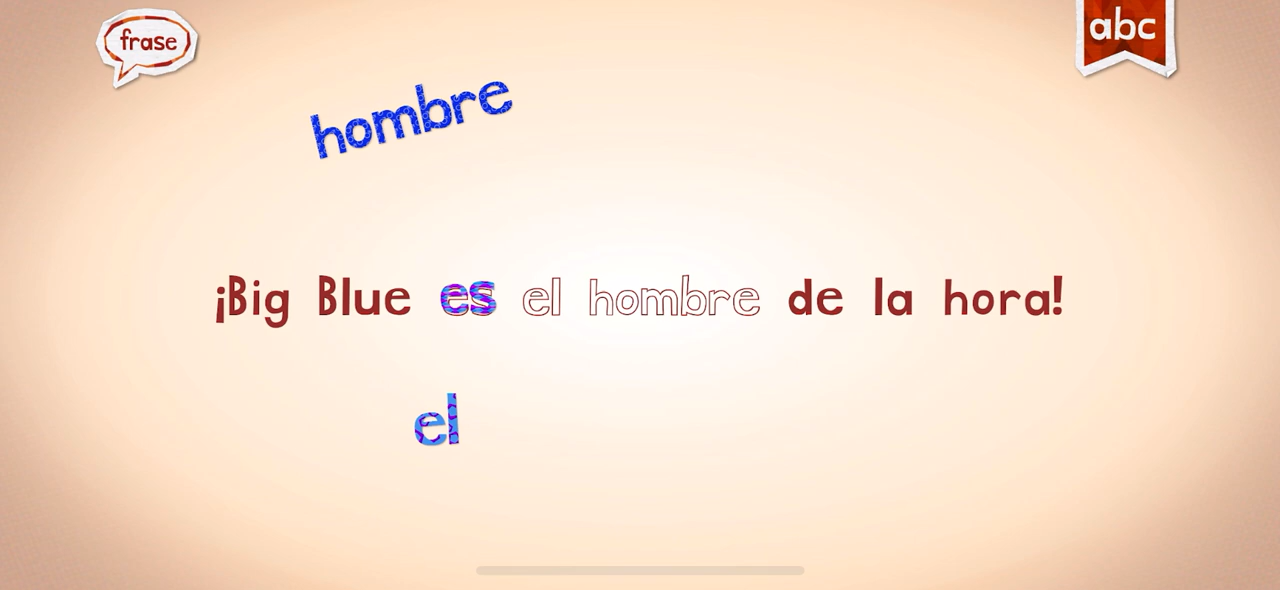 frase
abc
hombre
¡Big Blue es el hombre de la hora!
el